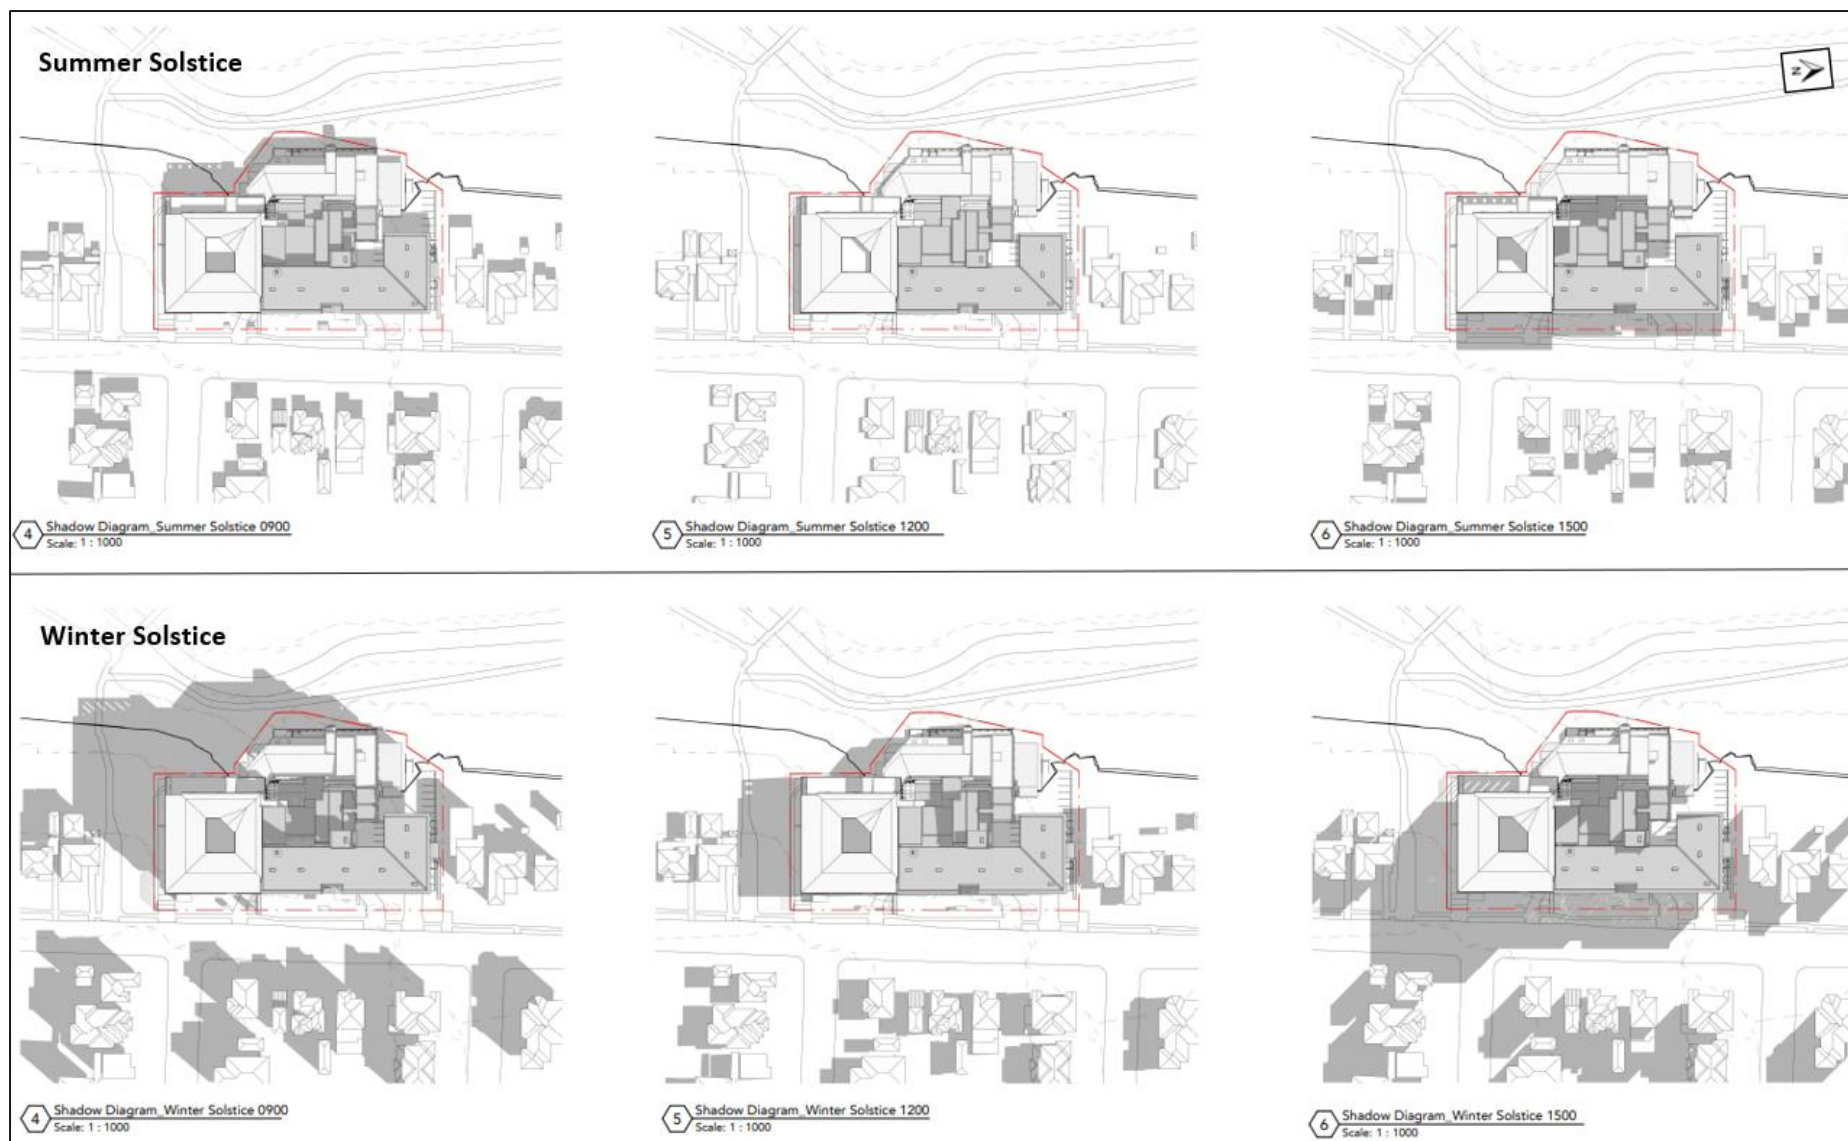 Summer Solstice
N
4 Shadow Diagram_Summer Solstice 0900
Scale: 1 : 1000
5 Shadow Diagram_Summer Solstice 1200
Scale: 1 : 1000
6 Shadow Diagram_Summer Solstice 1500
Scale: 1 : 1000
Winter Solstice
4 Shadow Diagram_Winter Solstice 0900
Scale: 1 : 1000
5 Shadow Diagram_Winter Solstice 1200
Scale: 1 : 1000
6 Shadow Diagram_Winter Solstice 1500
Scale: 1 : 1000